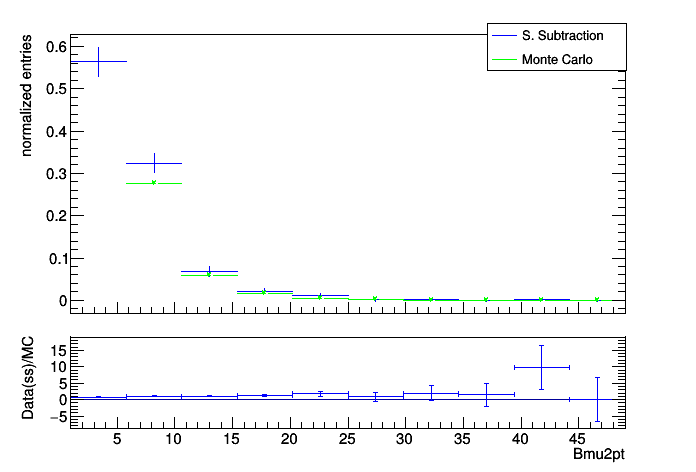 S. Subtraction
Monte Carlo
normalized entries
0.6
0.5
0.4
0.3
0.2
0.1
0
Data(ss)/MC
15
10
5
0
−5
5 10 15 20 25 30 35 40 45
Bmu2pt